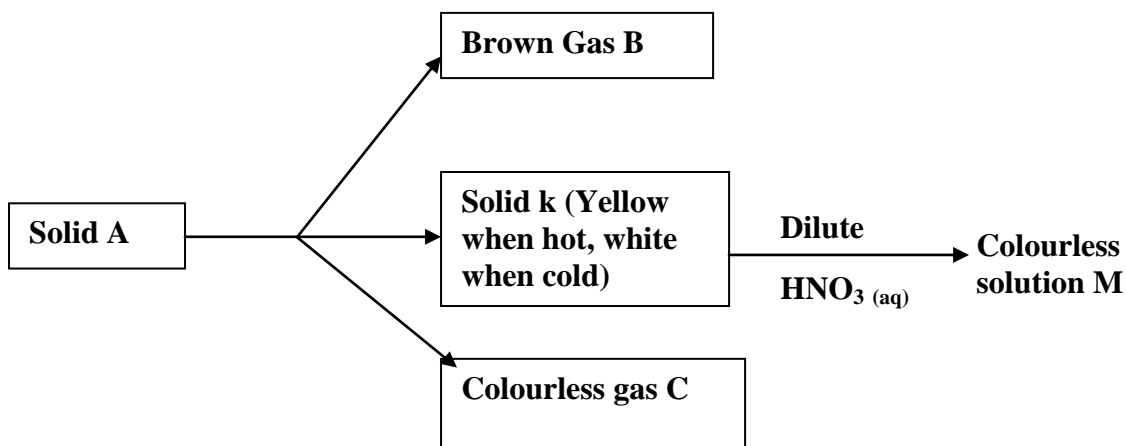 Brown Gas B
Solid A
Solid k (Yellow
when hot, white
when cold)
Dilute
HNO₃ (aq)
Colourless
solution M
Colourless gas C